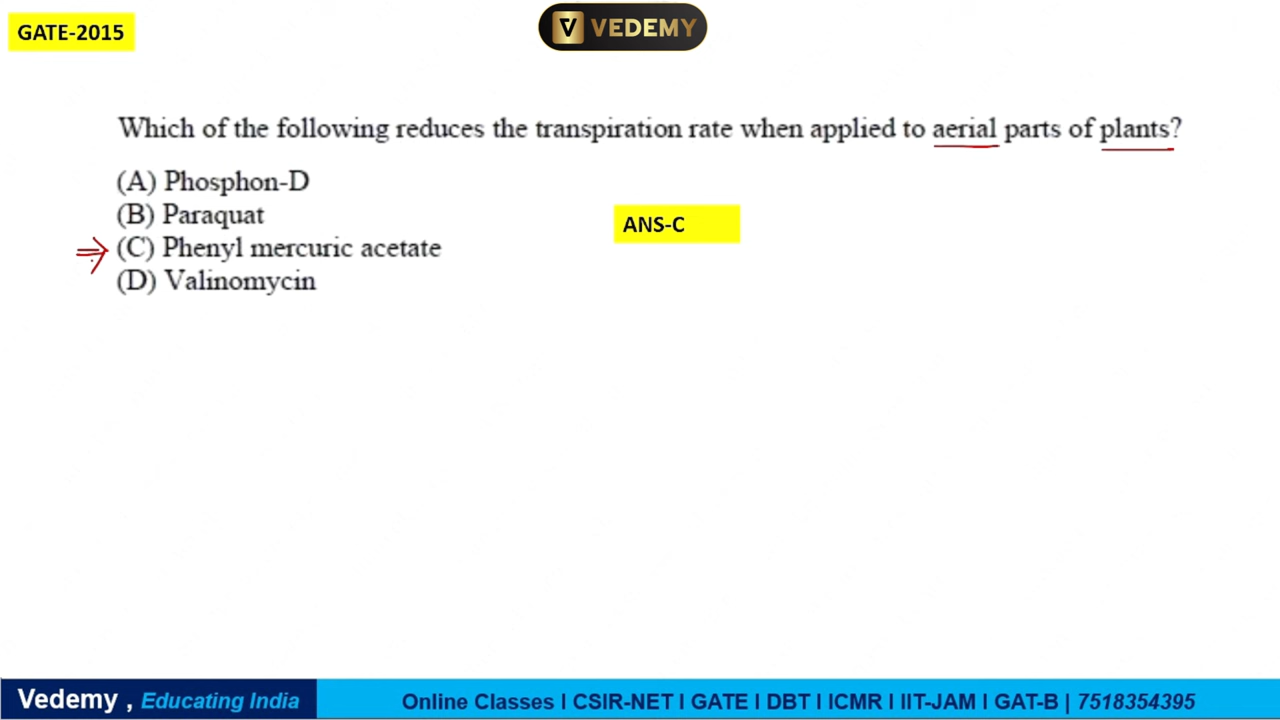 GATE-2015
V VEDEMY
Which of the following reduces the transpiration rate when applied to aerial parts of plants?
(A) Phosphon-D
(B) Paraquat
(C) Phenyl mercuric acetate
(D) Valinomycin
ANS-C
Vedemy , Educating India
Online Classes I CSIR-NET I GATE I DBT I ICMR I IIT-JAM I GAT-B | 7518354395